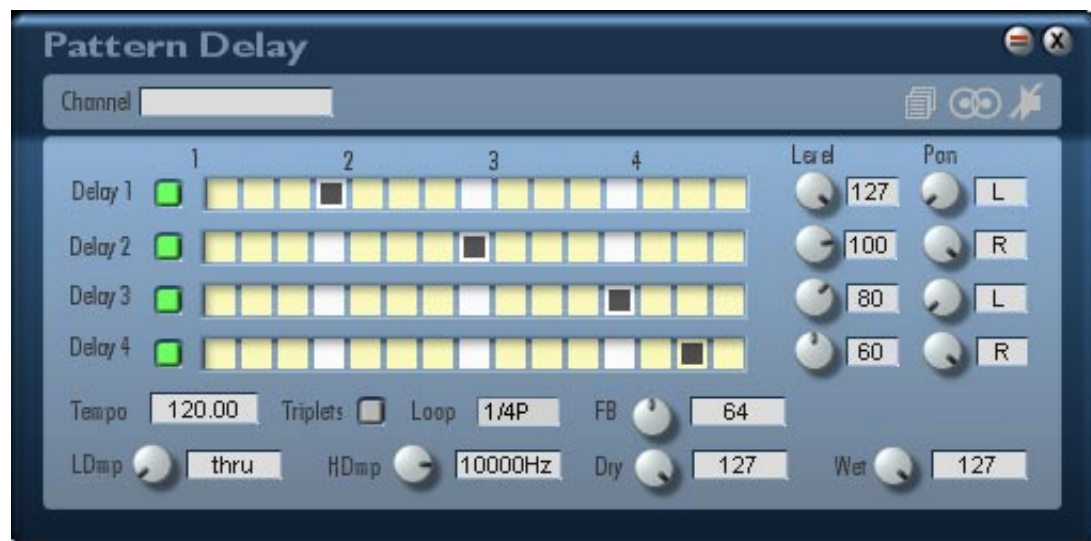 Pattern Delay
X
Channel
1 2 3 4 Level Pan
Delay 1 127 L
Delay 2 100 R
Delay 3 80 L
Delay 4 60 R
Tempo 120.00 Triplets Loop 1/4P FB 64
LDmp thru HDmp 10000Hz Dry 127 Wet 127